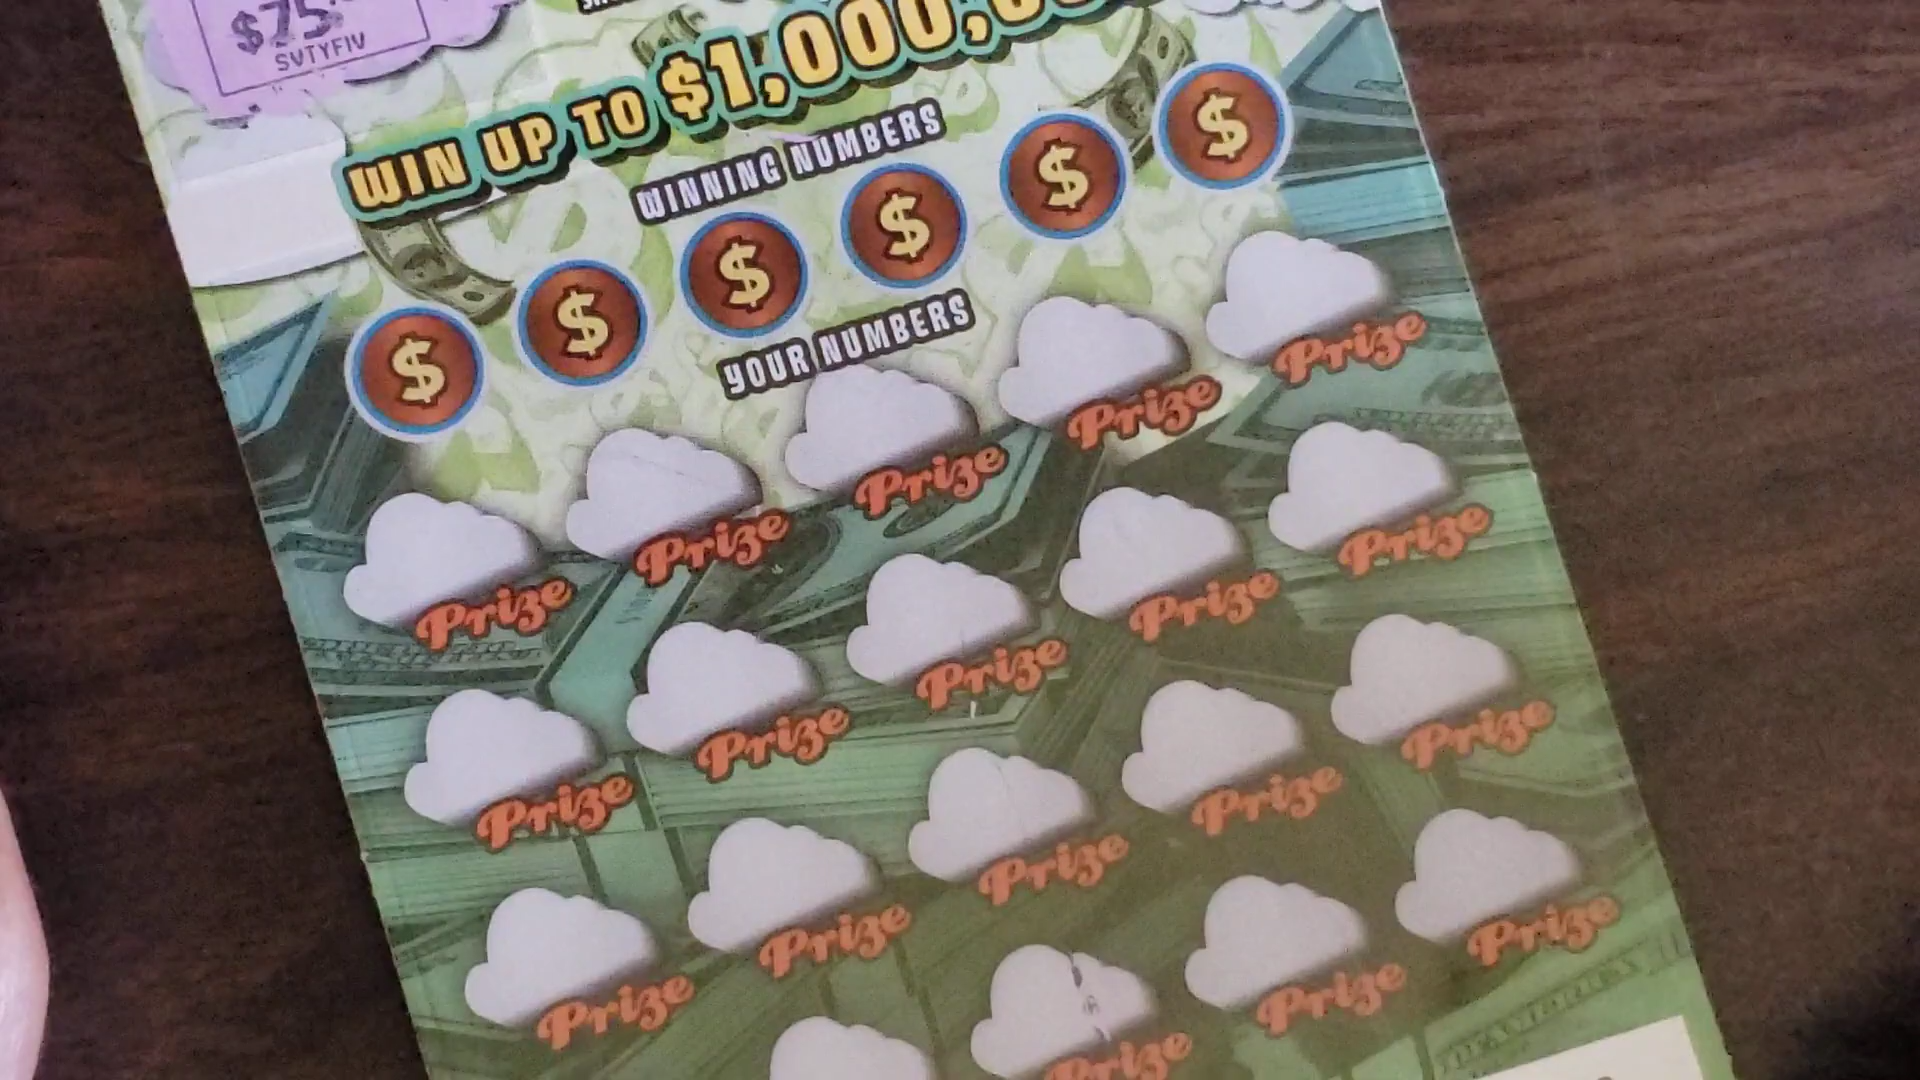 $75.
SVTYFIV
WIN UP TO $1,000,0
WINNING NUMBERS
$ $ $ $ $ $
YOUR NUMBERS
Prize Prize Prize Prize Prize
Prize Prize Prize Prize Prize
Prize Prize Prize Prize Prize
Prize Prize Prize Prize